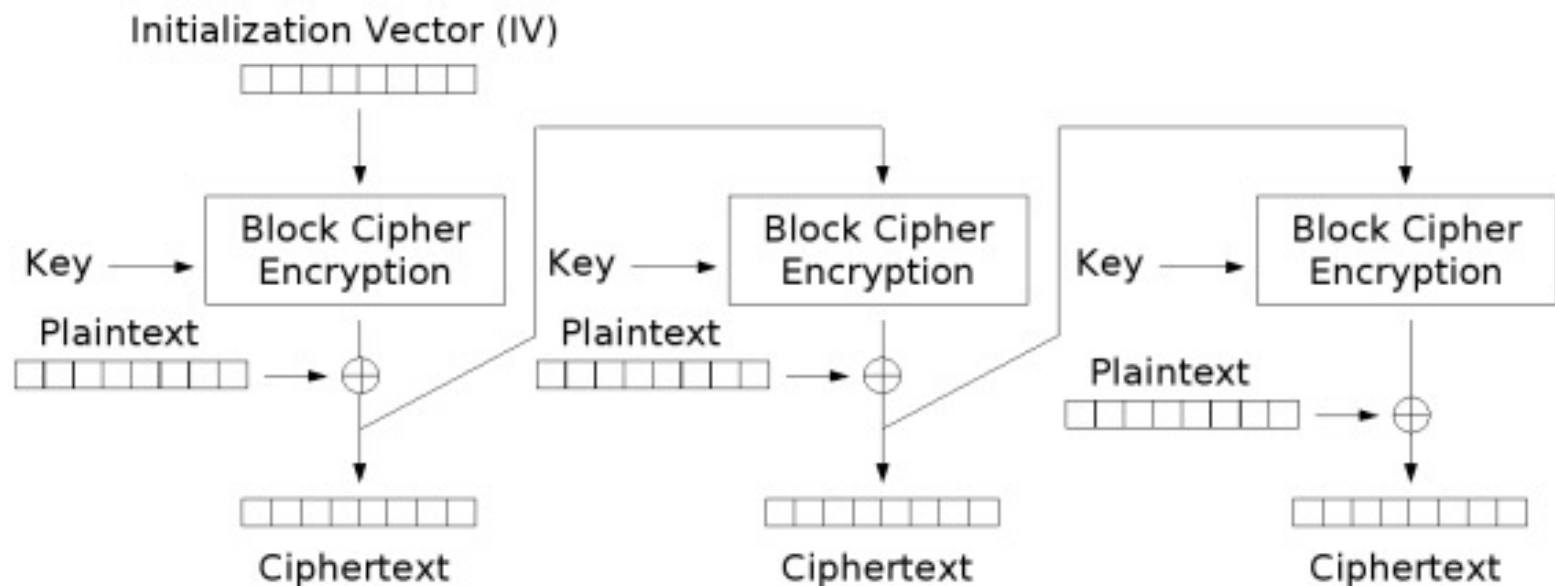 Initialization Vector (IV)
Block Cipher
Encryption
Key
Plaintext
Ciphertext
Block Cipher
Encryption
Key
Plaintext
Ciphertext
Block Cipher
Encryption
Key
Plaintext
Ciphertext